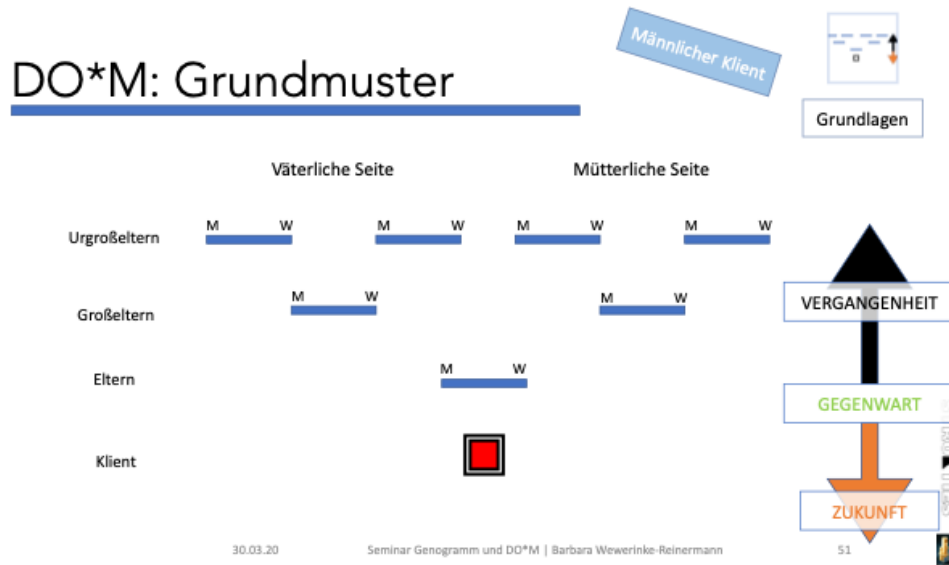 Männlicher Klient
DO*M: Grundmuster
Grundlagen
Väterliche Seite Mütterliche Seite
Urgroßeltern M W M W M W M W
Großeltern M W M W
VERGANGENHEIT
Eltern M W
GEGENWART
Klient
ZUKUNFT
30.03.20 Seminar Genogramm und DO*M | Barbara Wewerinke-Reinermann 51